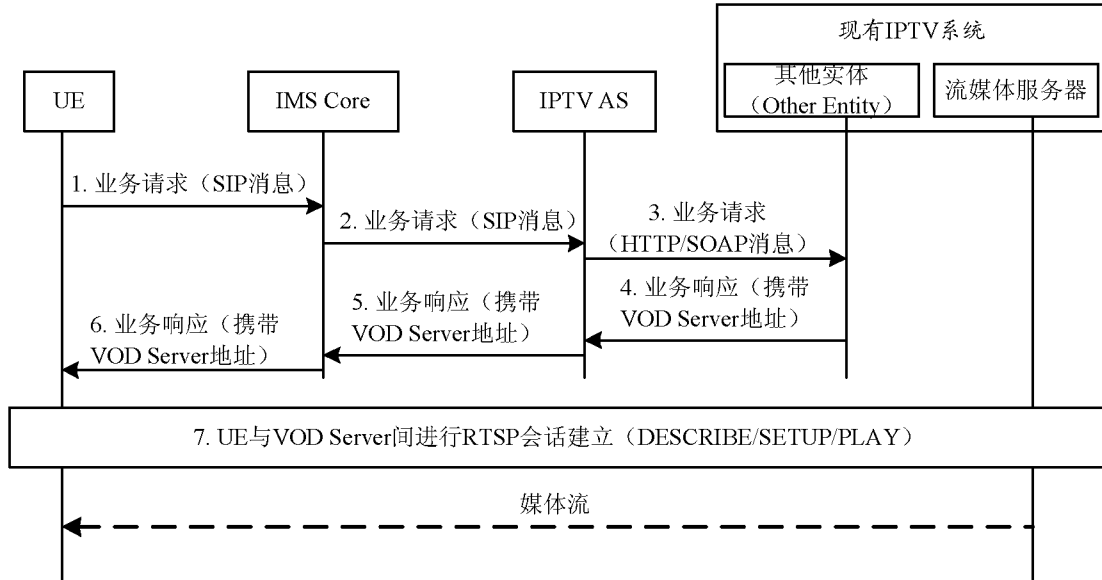 现有IPTV系统
UE
IMS Core
IPTV AS
其他实体
（Other Entity）
流媒体服务器
1. 业务请求（SIP消息）
2. 业务请求（SIP消息）
3. 业务请求
（HTTP/SOAP消息）
4. 业务响应（携带
VOD Server地址）
5. 业务响应（携带
VOD Server地址）
6. 业务响应（携带
VOD Server地址）
7. UE与VOD Server间进行RTSP会话建立（DESCRIBE/SETUP/PLAY）
媒体流